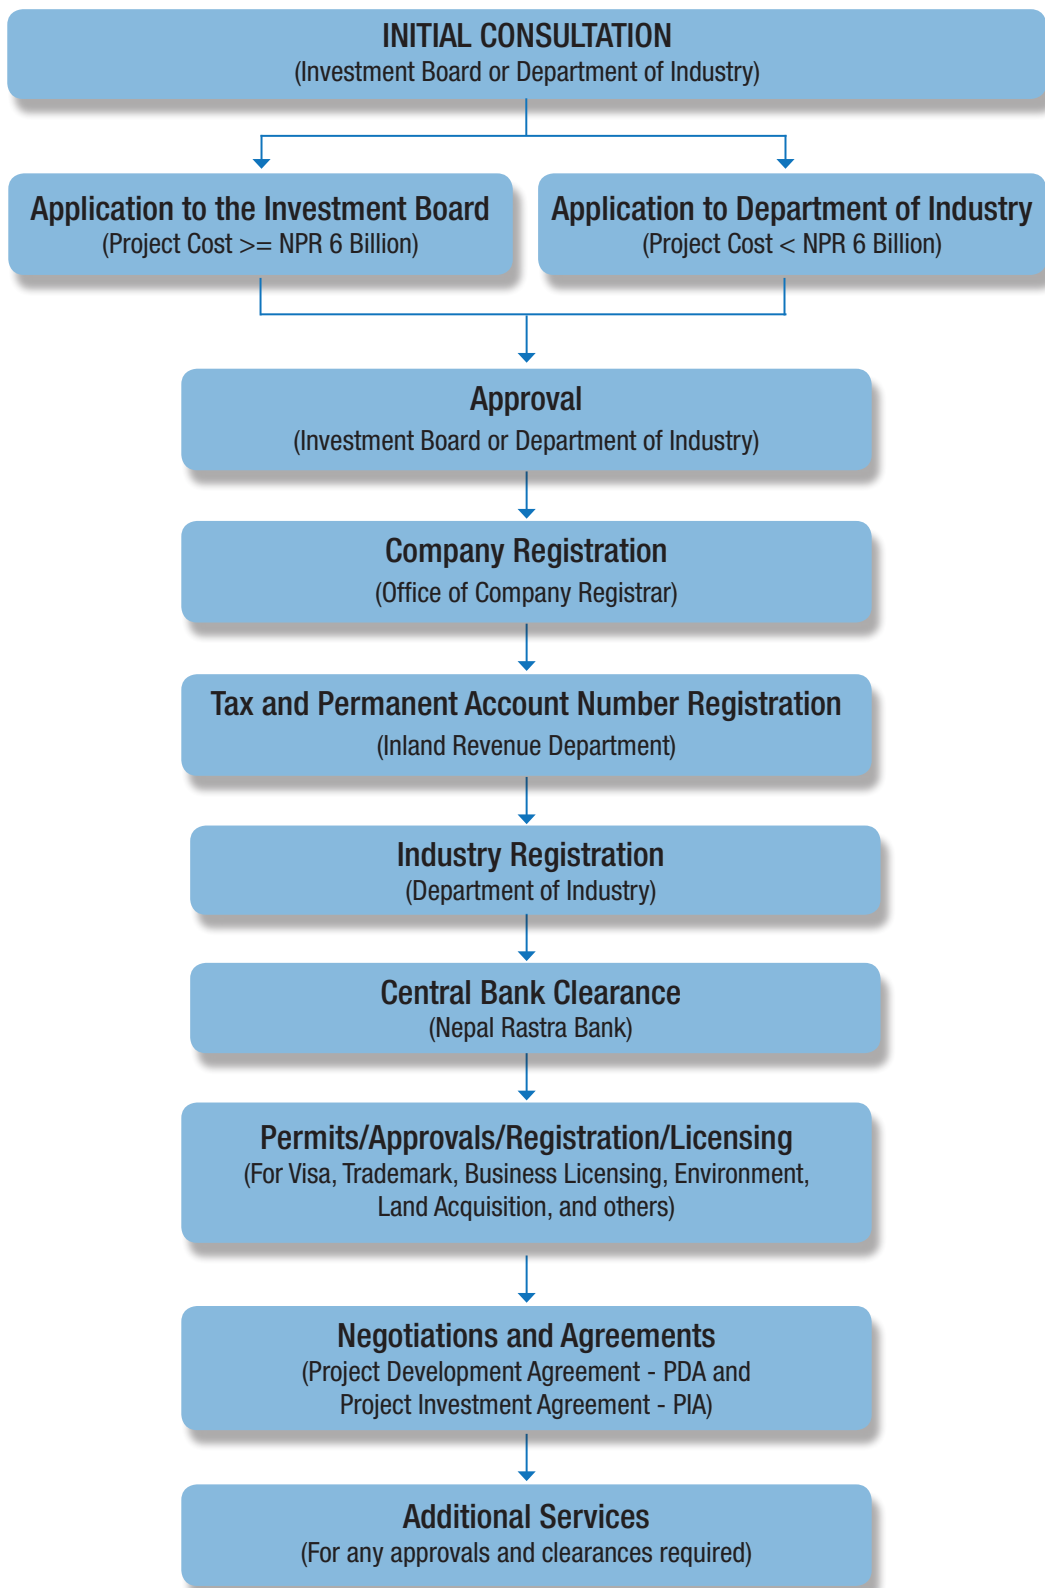 INITIAL CONSULTATION
(Investment Board or Department of Industry)
Application to the Investment Board
(Project Cost >= NPR 6 Billion)
Application to Department of Industry
(Project Cost < NPR 6 Billion)
Approval
(Investment Board or Department of Industry)
Company Registration
(Office of Company Registrar)
Tax and Permanent Account Number Registration
(Inland Revenue Department)
Industry Registration
(Department of Industry)
Central Bank Clearance
(Nepal Rastra Bank)
Permits/Approvals/Registration/Licensing
(For Visa, Trademark, Business Licensing, Environment,
Land Acquisition, and others)
Negotiations and Agreements
(Project Development Agreement - PDA and
Project Investment Agreement - PIA)
Additional Services
(For any approvals and clearances required)